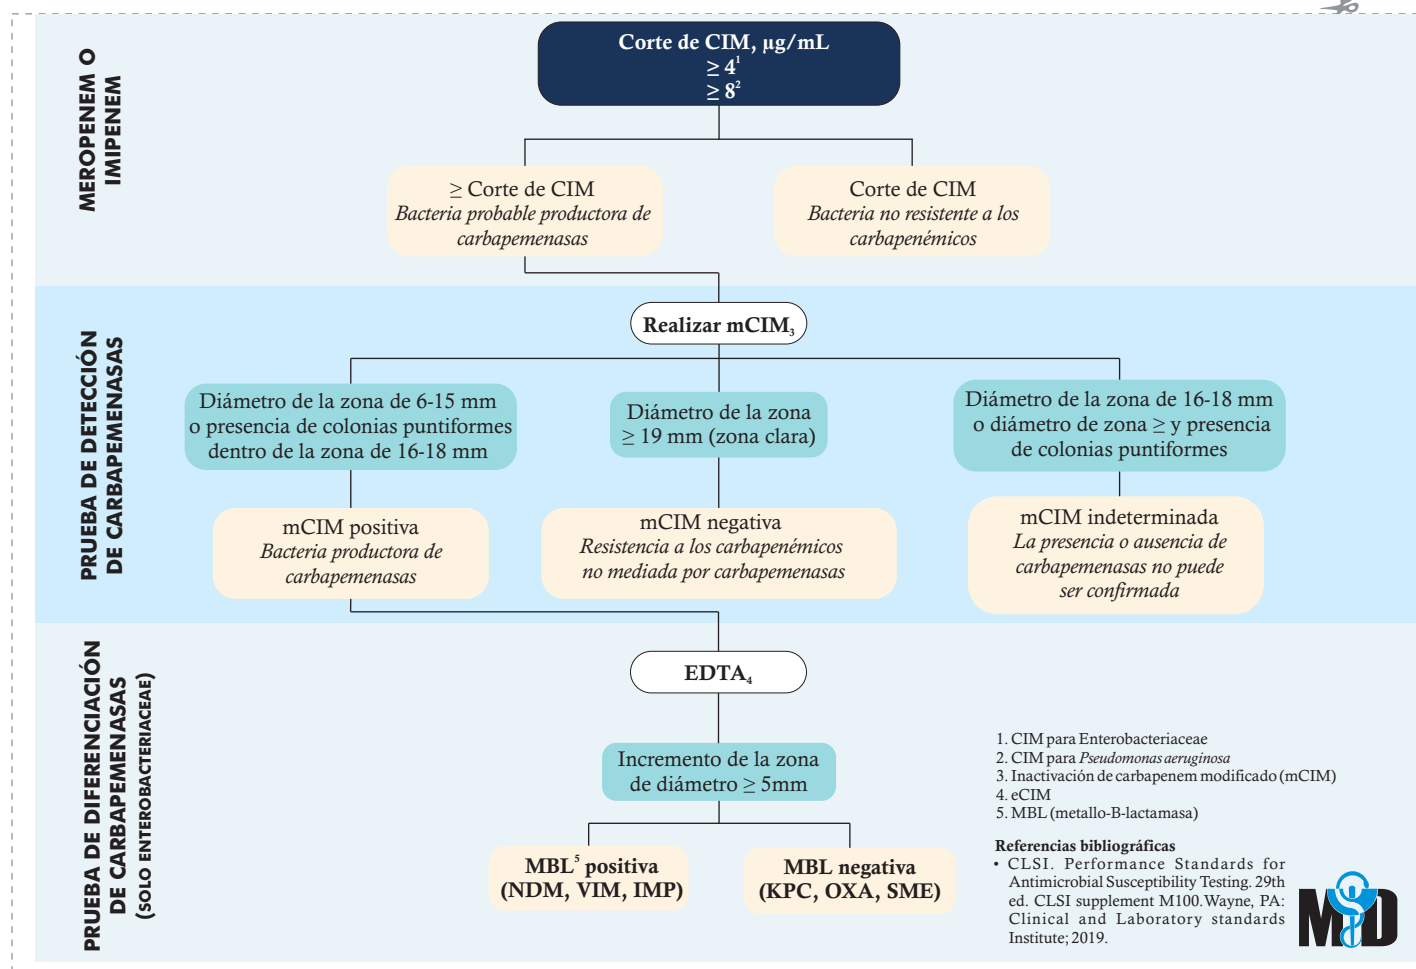 MEROPENEM O
IMIPENEM
Corte de CIM, µg/mL
≥ 4¹
≥ 8²
≥ Corte de CIM
Bacteria probable productora de
carbapemenasas
Corte de CIM
Bacteria no resistente a los
carbapenémicos
PRUEBA DE DETECCIÓN
DE CARBAPEMENASAS
Realizar mCIM₃
Diámetro de la zona de 6-15 mm
o presencia de colonias puntiformes
dentro de la zona de 16-18 mm
Diámetro de la zona
≥ 19 mm (zona clara)
Diámetro de la zona de 16-18 mm
o diámetro de zona ≥ y presencia
de colonias puntiformes
mCIM positiva
Bacteria productora de
carbapemenasas
mCIM negativa
Resistencia a los carbapenémicos
no mediada por carbapemenasas
mCIM indeterminada
La presencia o ausencia de
carbapemenasas no puede
ser confirmada
PRUEBA DE DIFERENCIACIÓN
DE CARBAPEMENASAS
(SOLO ENTEROBACTERIACEAE)
EDTA₄
Incremento de la zona
de diámetro ≥ 5mm
MBL⁵ positiva
(NDM, VIM, IMP)
MBL negativa
(KPC, OXA, SME)
1. CIM para Enterobacteriaceae
2. CIM para Pseudomonas aeruginosa
3. Inactivación de carbapenem modificado (mCIM)
4. eCIM
5. MBL (metallo-B-lactamasa)
Referencias bibliográficas
• CLSI. Performance Standards for
Antimicrobial Susceptibility Testing. 29th
ed. CLSI supplement M100. Wayne, PA:
Clinical and Laboratory standards
Institute; 2019.
MD